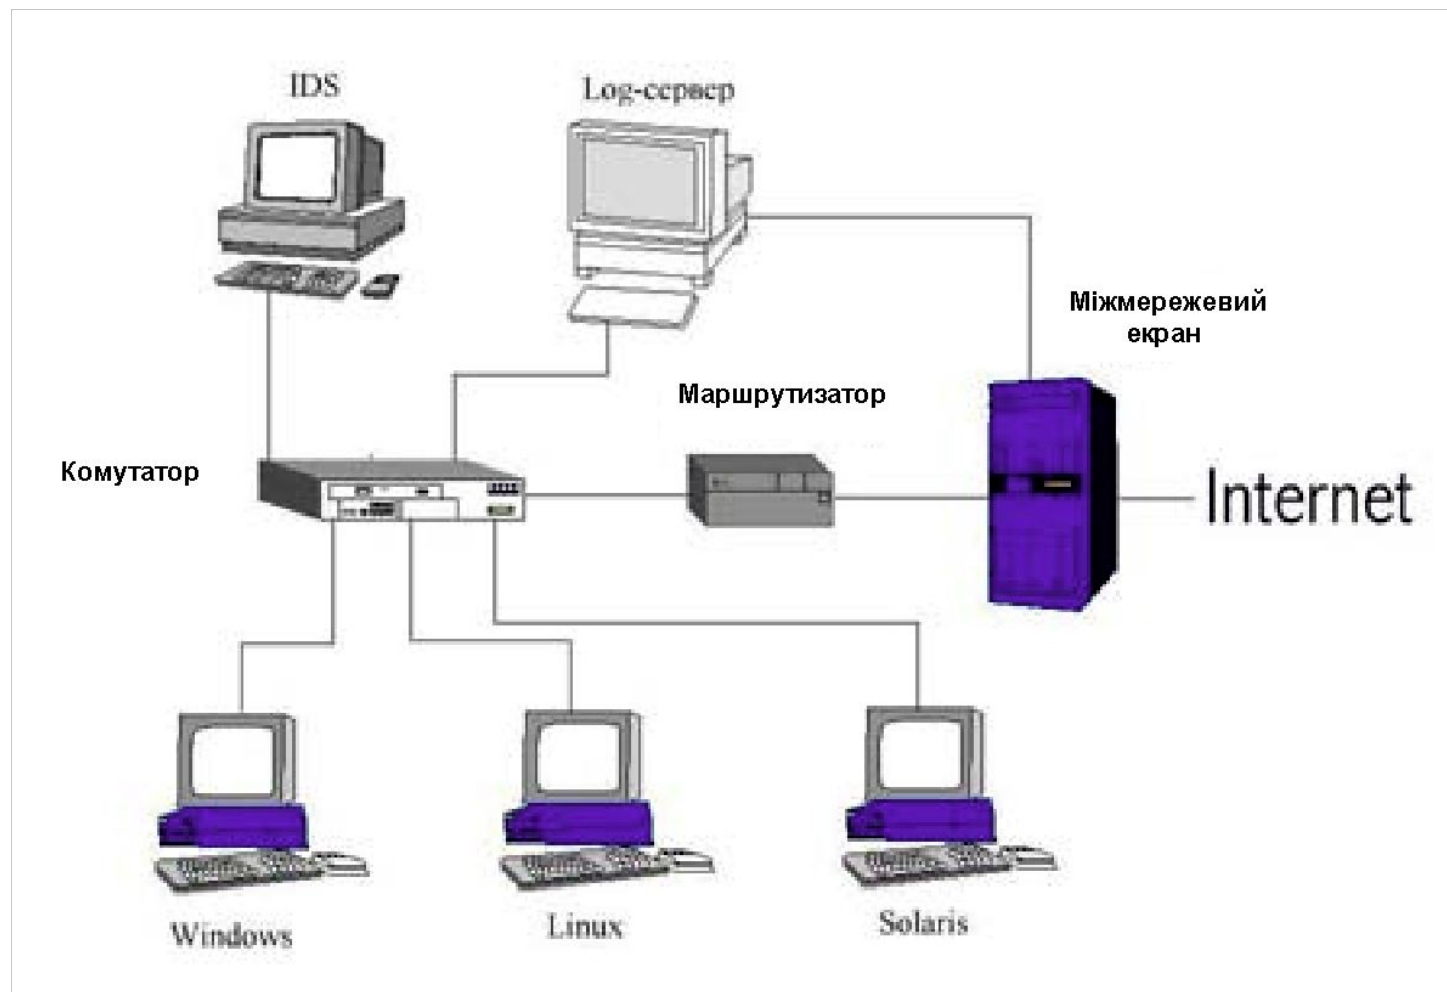 IDS
Log-сервер
Міжмережевий
екран
Маршрутизатор
Комутатор
Internet
Windows
Linux
Solaris